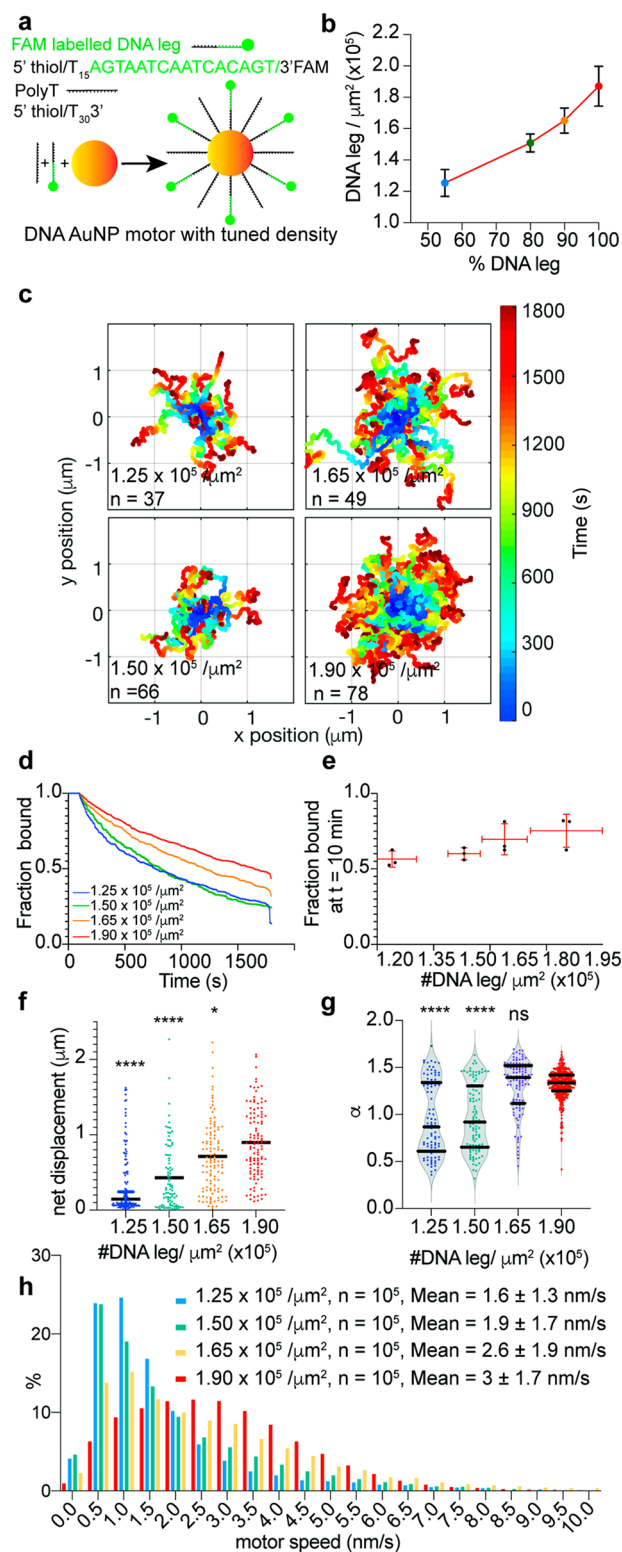 a
FAM labelled DNA leg
5' thiol/T15AGTAATCAATCACAGT/3'FAM
PolyT
5' thiol/T303'
+ +
DNA AuNP motor with tuned density
b
DNA leg / μm2 (x105)
2.2
2.0
1.8
1.6
1.4
1.2
1.0
50 60 70 80 90 100
% DNA leg
c
y position (μm)
1
0
-1
1.25 x 105 /μm2
n = 37
1.65 x 105 /μm2
n = 49
1
0
-1
1.50 x 105 /μm2
n =66
1.90 x 105 /μm2
n = 78
-1 0 1 -1 0 1
x position (μm)
1800
1500
1200
900
600
300
0
Time (s)
d
Fraction bound
1.0
0.5
0.0
1.25 x 105 /μm2
1.50 x 105 /μm2
1.65 x 105 /μm2
1.90 x 105 /μm2
0 500 1000 1500
Time (s)
e
Fraction bound
at t = 10 min
1.0
0.5
0.0
1.20 1.35 1.50 1.65 1.80 1.95
#DNA leg/ μm2 (x105)
f
net displacement (μm)
2
1
0
**** **** *
1.25 1.50 1.65 1.90
#DNA leg/ μm2 (x105)
g
α
2.0
1.5
1.0
0.5
0.0
**** **** ns
1.25 1.50 1.65 1.90
#DNA leg/ μm2 (x105)
h
%
30
20
10
0
1.25 x 105 /μm2, n = 105, Mean = 1.6 ± 1.3 nm/s
1.50 x 105 /μm2, n = 105, Mean = 1.9 ± 1.7 nm/s
1.65 x 105 /μm2, n = 105, Mean = 2.6 ± 1.9 nm/s
1.90 x 105 /μm2, n = 105, Mean = 3 ± 1.7 nm/s
0.0 0.5 1.0 1.5 2.0 2.5 3.0 3.5 4.0 4.5 5.0 5.5 6.0 6.5 7.0 7.5 8.0 8.5 9.0 9.5 10.0
motor speed (nm/s)